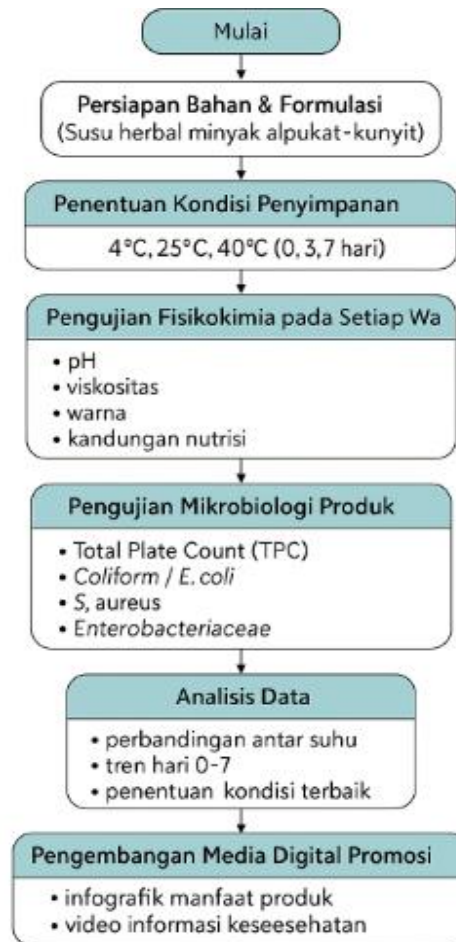 Mulai
Persiapan Bahan & Formulasi
(Susu herbal minyak alpukat-kunyit)
Penentuan Kondisi Penyimpanan
4°C, 25°C, 40°C (0, 3,7 hari)
Pengujian Fisikokimia pada Setiap Wa
• pH
• viskositas
• warna
• kandungan nutrisi
Pengujian Mikrobiologi Produk
• Total Plate Count (TPC)
• Coliform / E. coli
• S, aureus
• Enterobacteriaceae
Analisis Data
• perbandingan antar suhu
• tren hari 0-7
• penentuan kondisi terbaik
Pengembangan Media Digital Promosi
• infografik manfaat produk
• video informasi keseesehatan